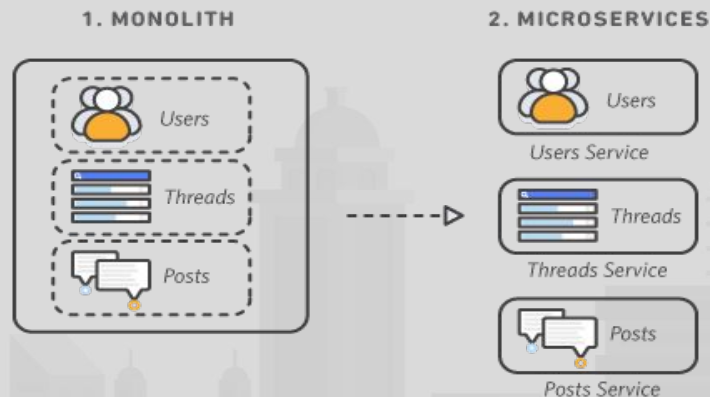 1. MONOLITH
Users
Threads
Posts
2. MICROSERVICES
Users
Users Service
Threads
Threads Service
Posts
Posts Service